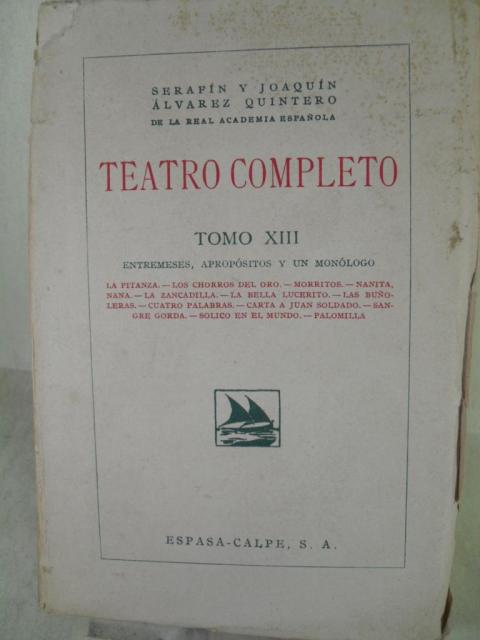 SERAFÍN Y JOAQUÍN
ÁLVAREZ QUINTERO
DE LA REAL ACADEMIA ESPAÑOLA
TEATRO COMPLETO
TOMO XIII
ENTREMESES, APROPÓSITOS Y UN MONÓLOGO
LA PITANZA. — LOS CHORROS DEL ORO. — MORRITOS. — NANITA,
NANA. — LA ZANCADILLA. — LA BELLA LUCERITO. — LAS BUÑO-
LERAS. — CUATRO PALABRAS. — CARTA A JUAN SOLDADO. — SAN-
GRE GORDA. — SOLICO EN EL MUNDO. — PALOMILLA
ESPASA-CALPE, S. A.